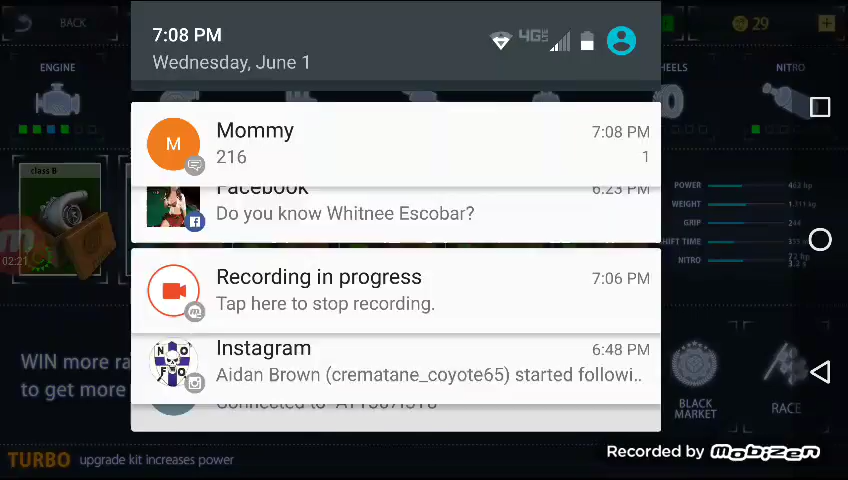 BACK
7:08 PM
4G
Wednesday, June 1
29
ENGINE
NITRO
M
Mommy
7:08 PM
216
1
class B
Facebook
6:23 PM
Do you know Whitnee Escobar?
POWER
WEIGHT
GRIP
244
SHIFT TIME
NITRO
02:21
Recording in progress
7:06 PM
Tap here to stop recording.
Instagram
6:48 PM
Aidan Brown (crematane_coyote65) started followi..
WIN more ra
to get more
BLACK
MARKET
RACE
Recorded by Mobizen
TURBO upgrade kit increases power